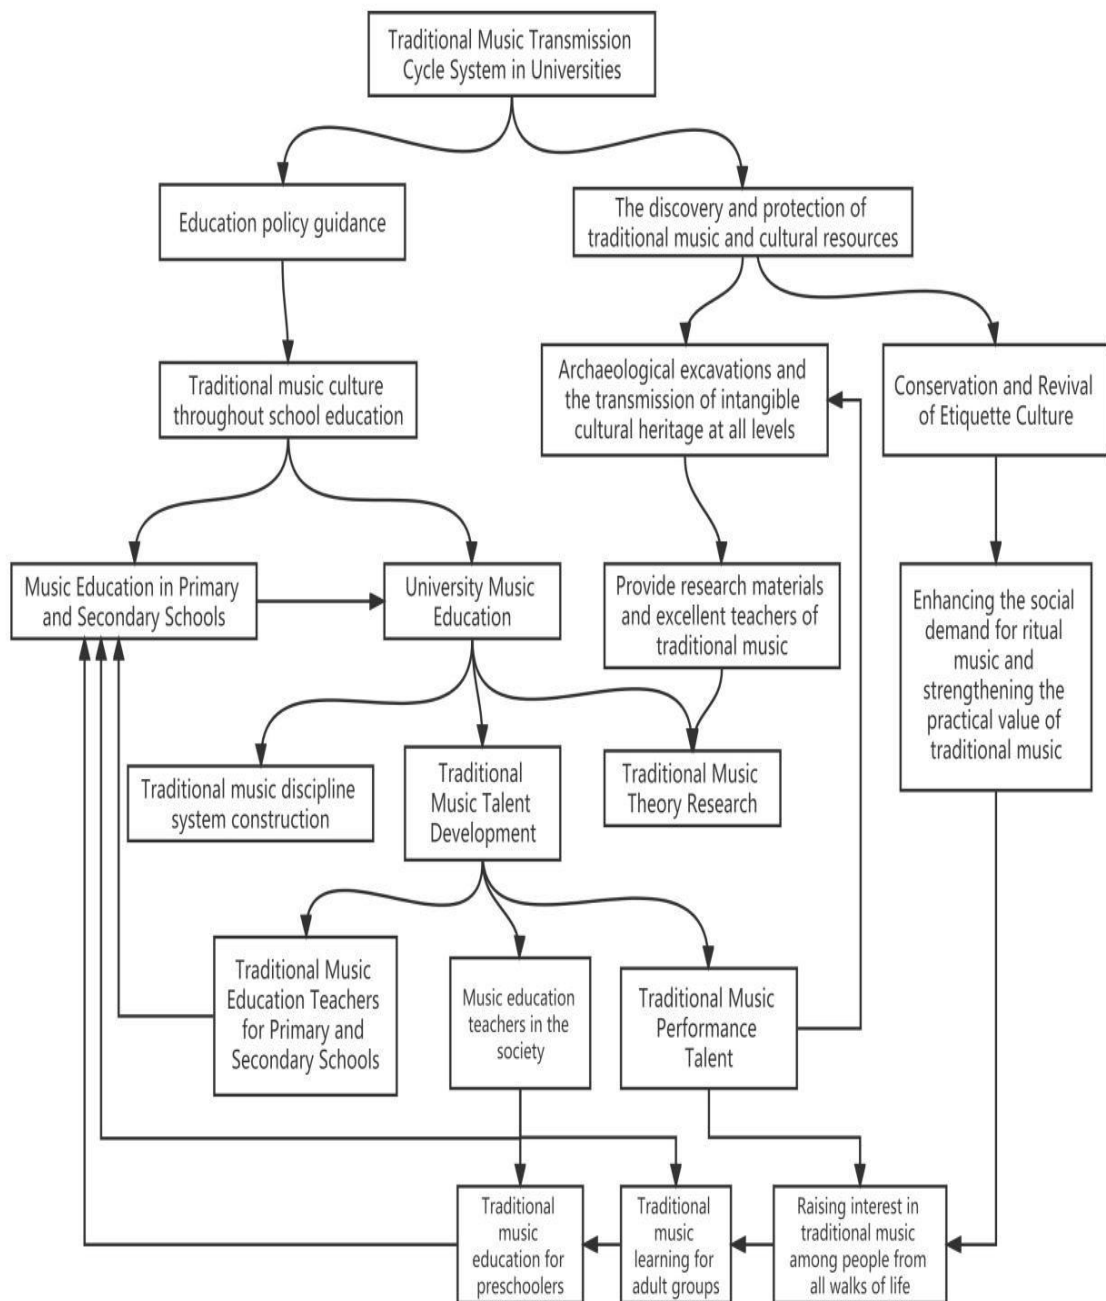 Traditional Music Transmission
Cycle System in Universities
Education policy guidance
The discovery and protection of
traditional music and cultural resources
Traditional music culture
throughout school education
Archaeological excavations and
the transmission of intangible
cultural heritage at all levels
Conservation and Revival
of Etiquette Culture
Music Education in Primary
and Secondary Schools
University Music
Education
Provide research materials
and excellent teachers of
traditional music
Enhancing the social
demand for ritual
music and
strengthening the
practical value of
traditional music
Traditional music discipline
system construction
Traditional
Music Talent
Development
Traditional Music
Theory Research
Traditional Music
Education Teachers
for Primary and
Secondary Schools
Music education
teachers in the
society
Traditional Music
Performance
Talent
Traditional
music
education for
preschoolers
Traditional
music
learning for
adult groups
Raising interest in
traditional music
among people from
all walks of life